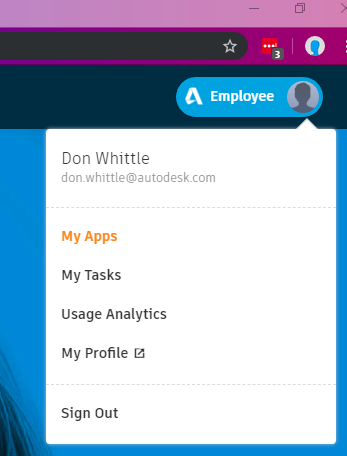 3
Employee
Don Whittle
don.whittle@autodesk.com
My Apps
My Tasks
Usage Analytics
My Profile
Sign Out